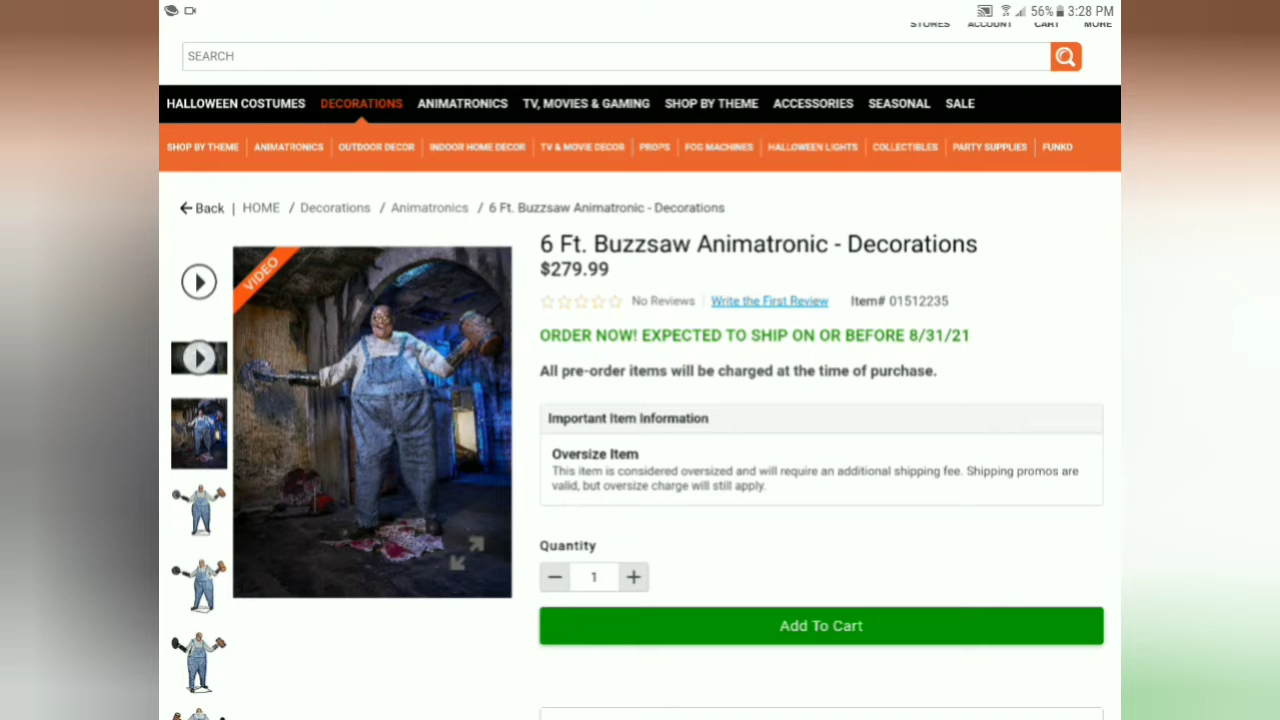 56% 3:28 PM
STORES ACCOUNT CART MORE
SEARCH
HALLOWEEN COSTUMES DECORATIONS ANIMATRONICS TV, MOVIES & GAMING SHOP BY THEME ACCESSORIES SEASONAL SALE
SHOP BY THEME ANIMATRONICS OUTDOOR DECOR INDOOR HOME DECOR TV & MOVIE DECOR PROPS FOG MACHINES HALLOWEEN LIGHTS COLLECTIBLES PARTY SUPPLIES FUNKO
Back | HOME / Decorations / Animatronics / 6 Ft. Buzzsaw Animatronic - Decorations
VIDEO
6 Ft. Buzzsaw Animatronic - Decorations
$279.99
No Reviews Write the First Review Item# 01512235
ORDER NOW! EXPECTED TO SHIP ON OR BEFORE 8/31/21
All pre-order items will be charged at the time of purchase.
Important Item Information
Oversize Item
This item is considered oversized and will require an additional shipping fee. Shipping promos are
valid, but oversize charge will still apply.
Quantity
1
Add To Cart